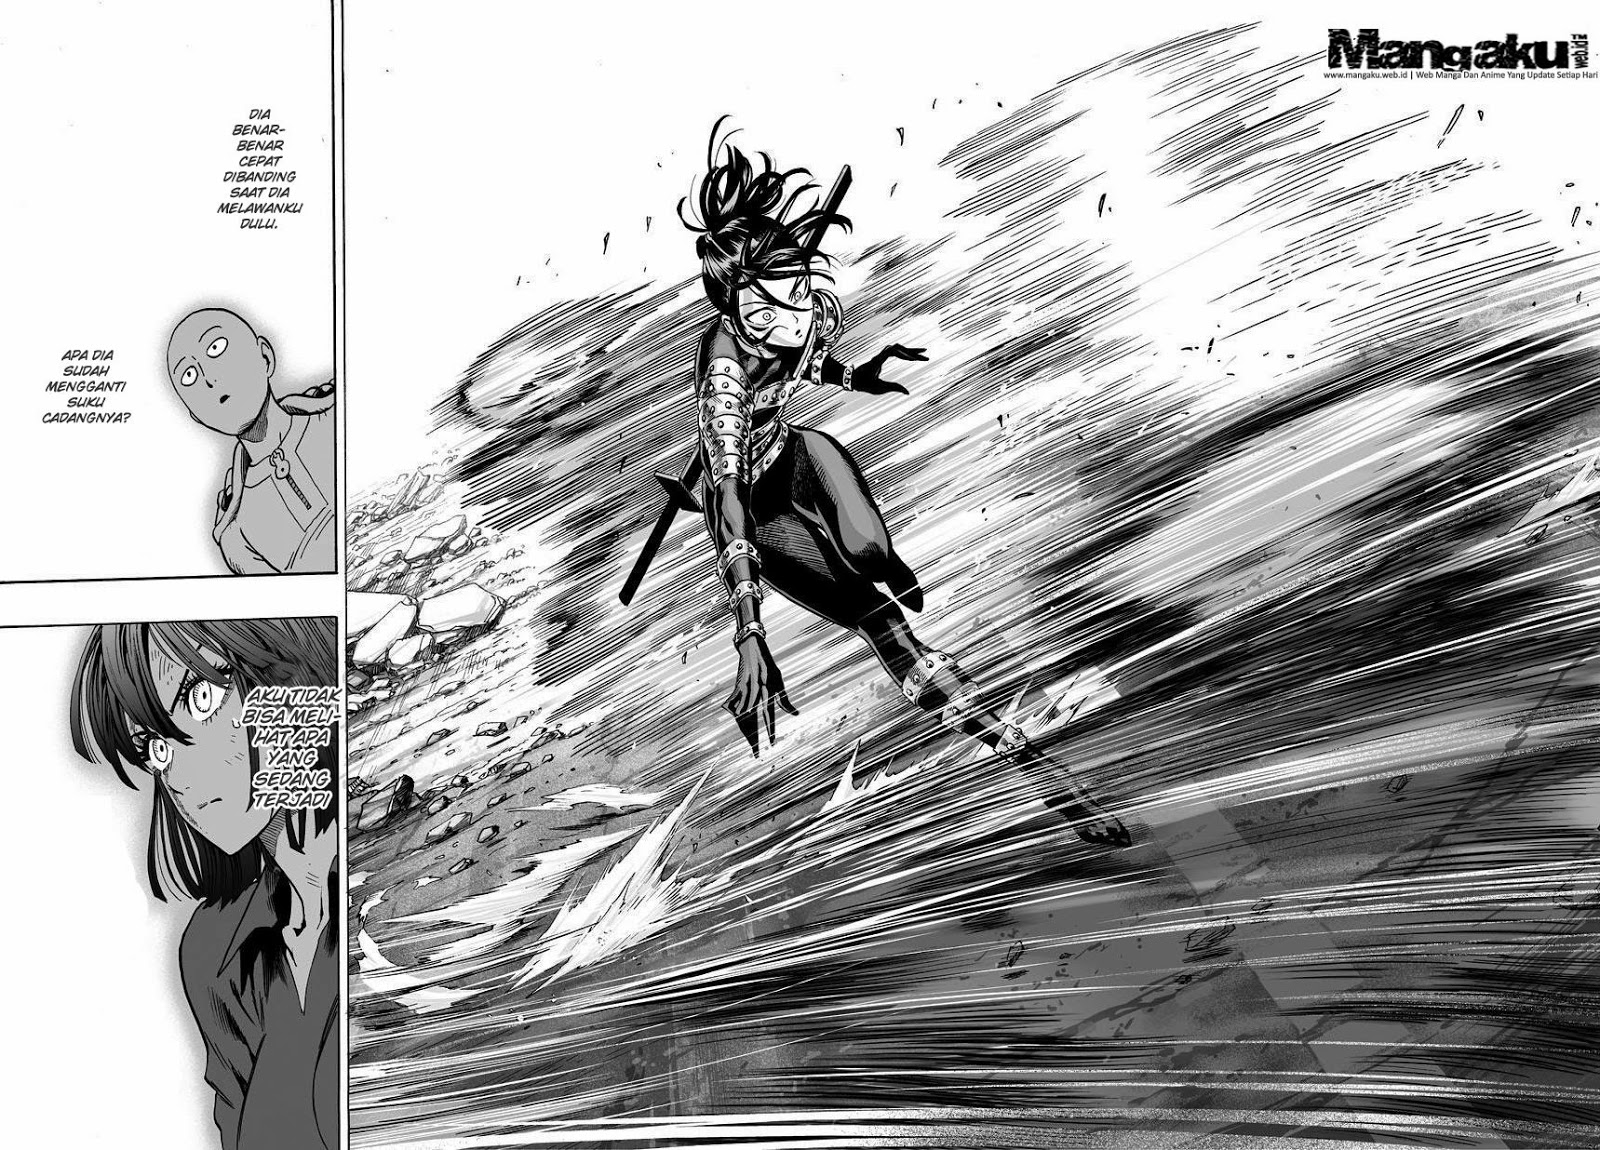 Mangaku web.id™
www.mangaku.web.id | Web Manga Dan Anime Yang Update Setiap Hari
DIA
BENAR-
BENAR
CEPAT
DIBANDING
SAAT DIA
MELAWANKU
DULU.
APA DIA
SUDAH
MENGGANTI
SUKU
CADANGNYA?
AKU TIDAK
BISA MELI-
HAT APA
YANG
SEDANG
TERJADI